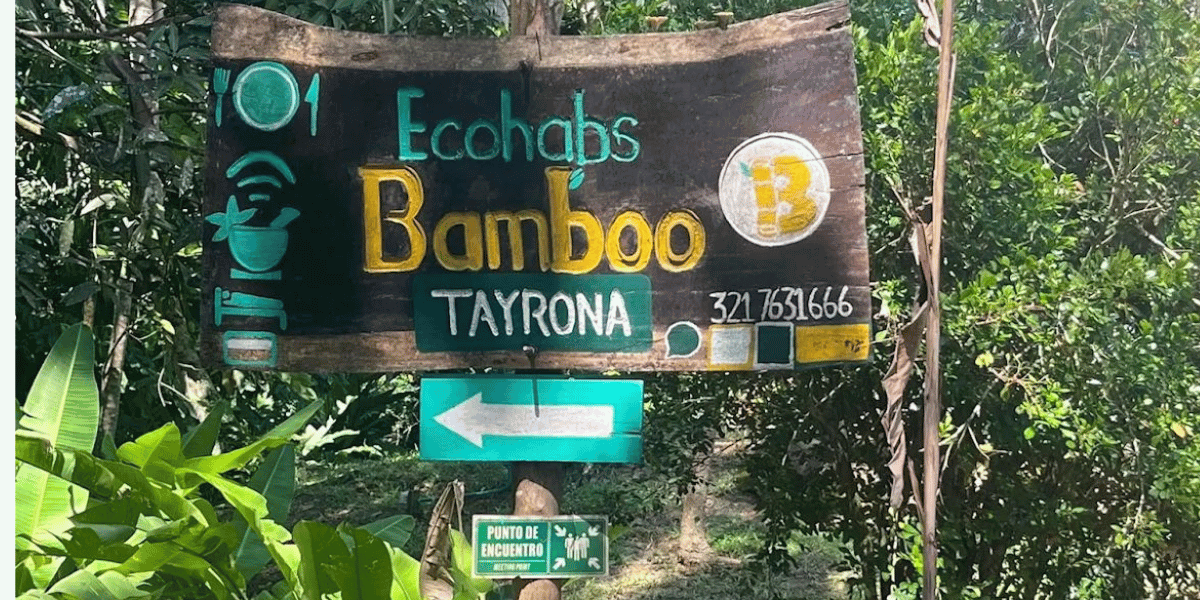 Ecohabs
Bamboo
B
TAYRONA
321 7631666
PUNTO DE
ENCUENTRO
MEETING POINT